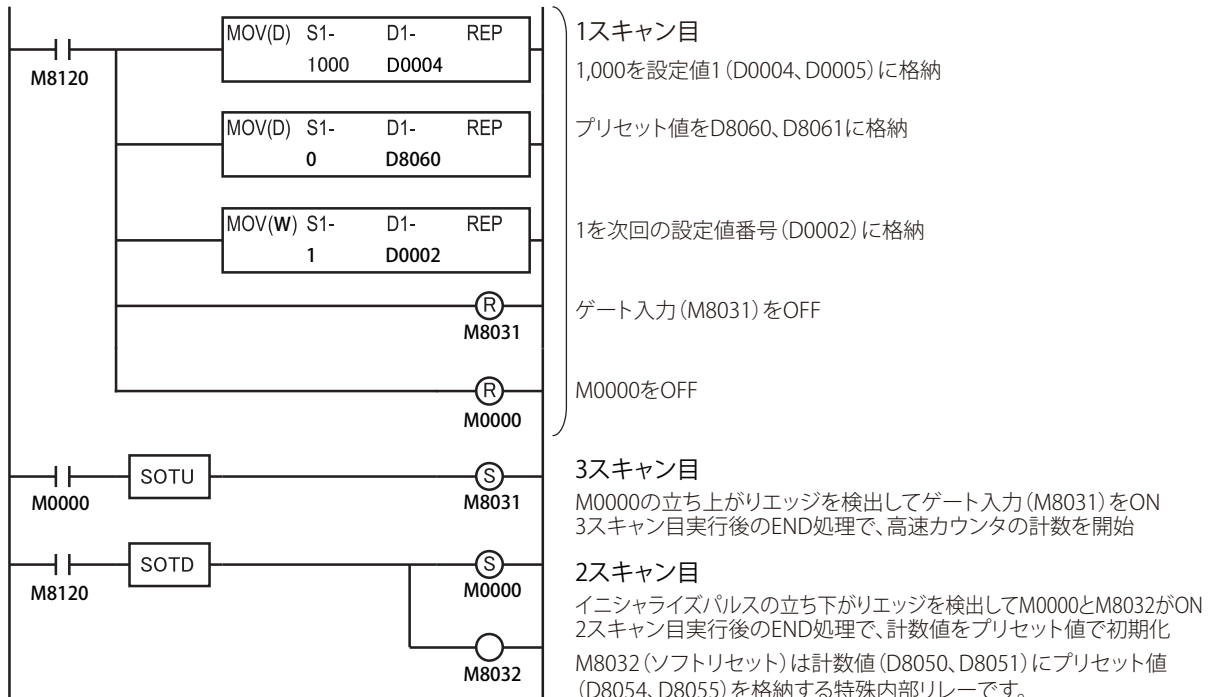 MOV(D) S1- D1- REP
1000 D0004
M8120
1スキャン目
1,000を設定値1(D0004、D0005)に格納
MOV(D) S1- D1- REP
0 D8060
プリセット値をD8060、D8061に格納
MOV(W) S1- D1- REP
1 D0002
1を次回の設定値番号(D0002)に格納
R
M8031
ゲート入力(M8031)をOFF
R
M0000
M0000をOFF
M0000
SOTU
S
M8031
3スキャン目
M0000の立ち上がりエッジを検出してゲート入力(M8031)をON
3スキャン目実行後のEND処理で、高速カウンタの計数を開始
M8120
SOTD
S
M0000
M8032
2スキャン目
イニシャライズパルスの立ち下がりエッジを検出してM0000とM8032がON
2スキャン目実行後のEND処理で、計数値をプリセット値で初期化
M8032(ソフトリセット)は計数値(D8050、D8051)にプリセット値
(D8054、D8055)を格納する特殊内部リレーです。